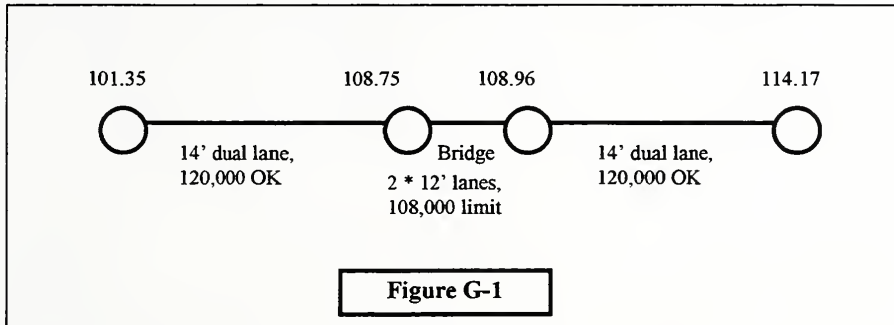 101.35 108.75 108.96 114.17
14' dual lane, Bridge 14' dual lane,
120,000 OK 2 * 12' lanes, 120,000 OK
108,000 limit
Figure G-1